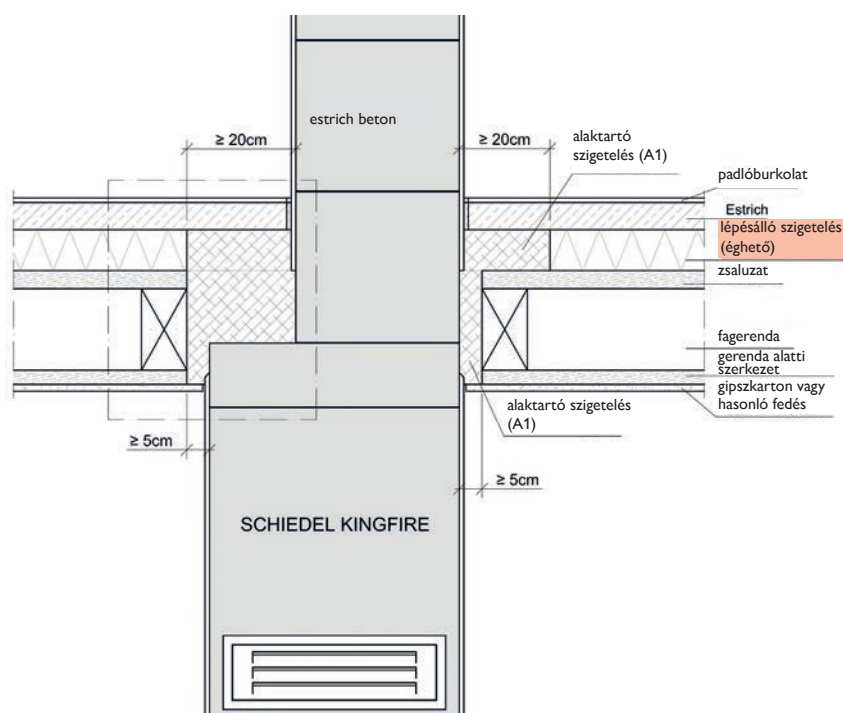 estrich beton
≥ 20cm
≥ 20cm
alaktartó
szigetelés (A1)
padlóburkolat
Estrich
lépésálló szigetelés
(éghető)
zsaluzat
fagerenda
gerenda alatti
szerkezet
gipszkarton vagy
hasonló fedés
alaktartó szigetelés
(A1)
≥ 5cm
≥ 5cm
SCHIEDEL KINGFIRE